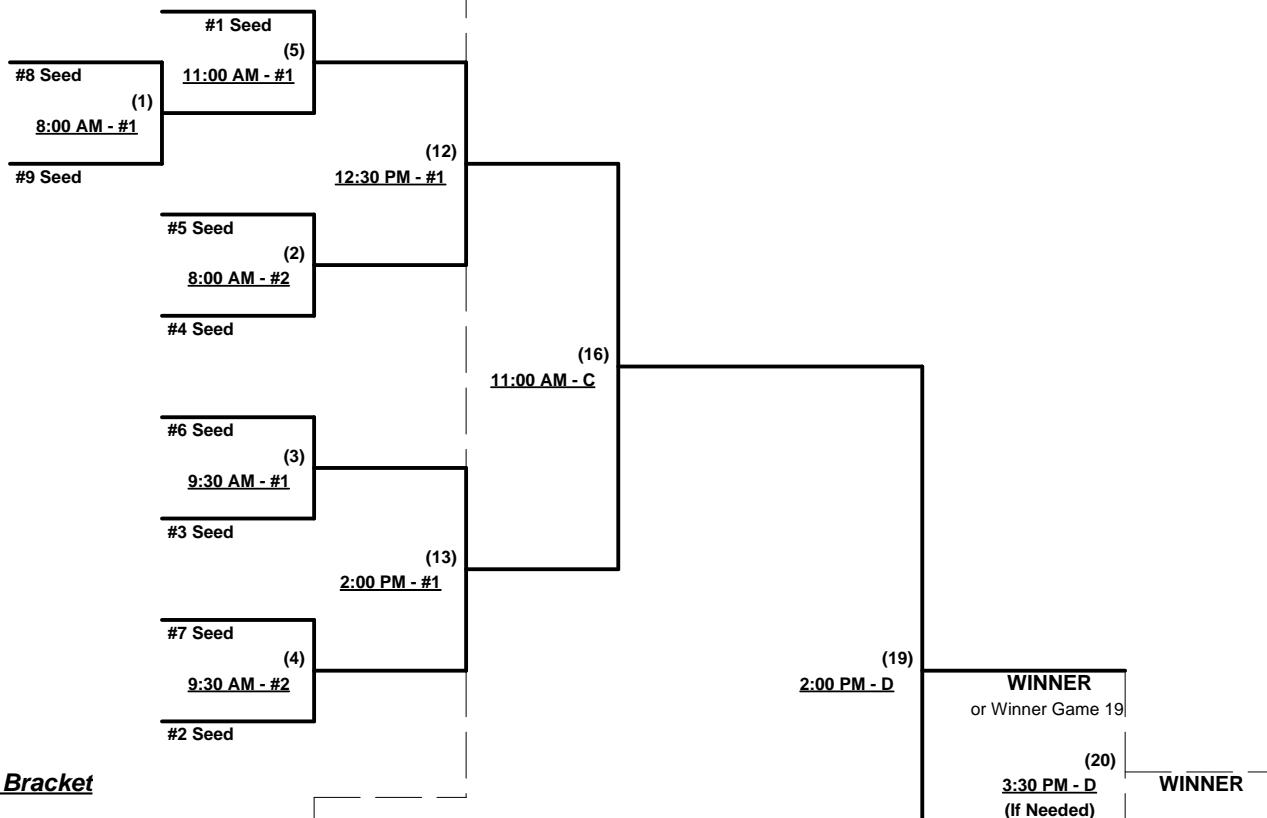 #1 Seed
(5)
11:00 AM - #1
#8 Seed
(1)
8:00 AM - #1
#9 Seed
(12)
12:30 PM - #1
#5 Seed
(2)
8:00 AM - #2
#4 Seed
(16)
11:00 AM - C
#6 Seed
(3)
9:30 AM - #1
#3 Seed
(13)
2:00 PM - #1
#7 Seed
(4)
9:30 AM - #2
#2 Seed
(19)
2:00 PM - D
WINNER
or Winner Game 19
(20)
3:30 PM - D
(If Needed)
WINNER
Bracket